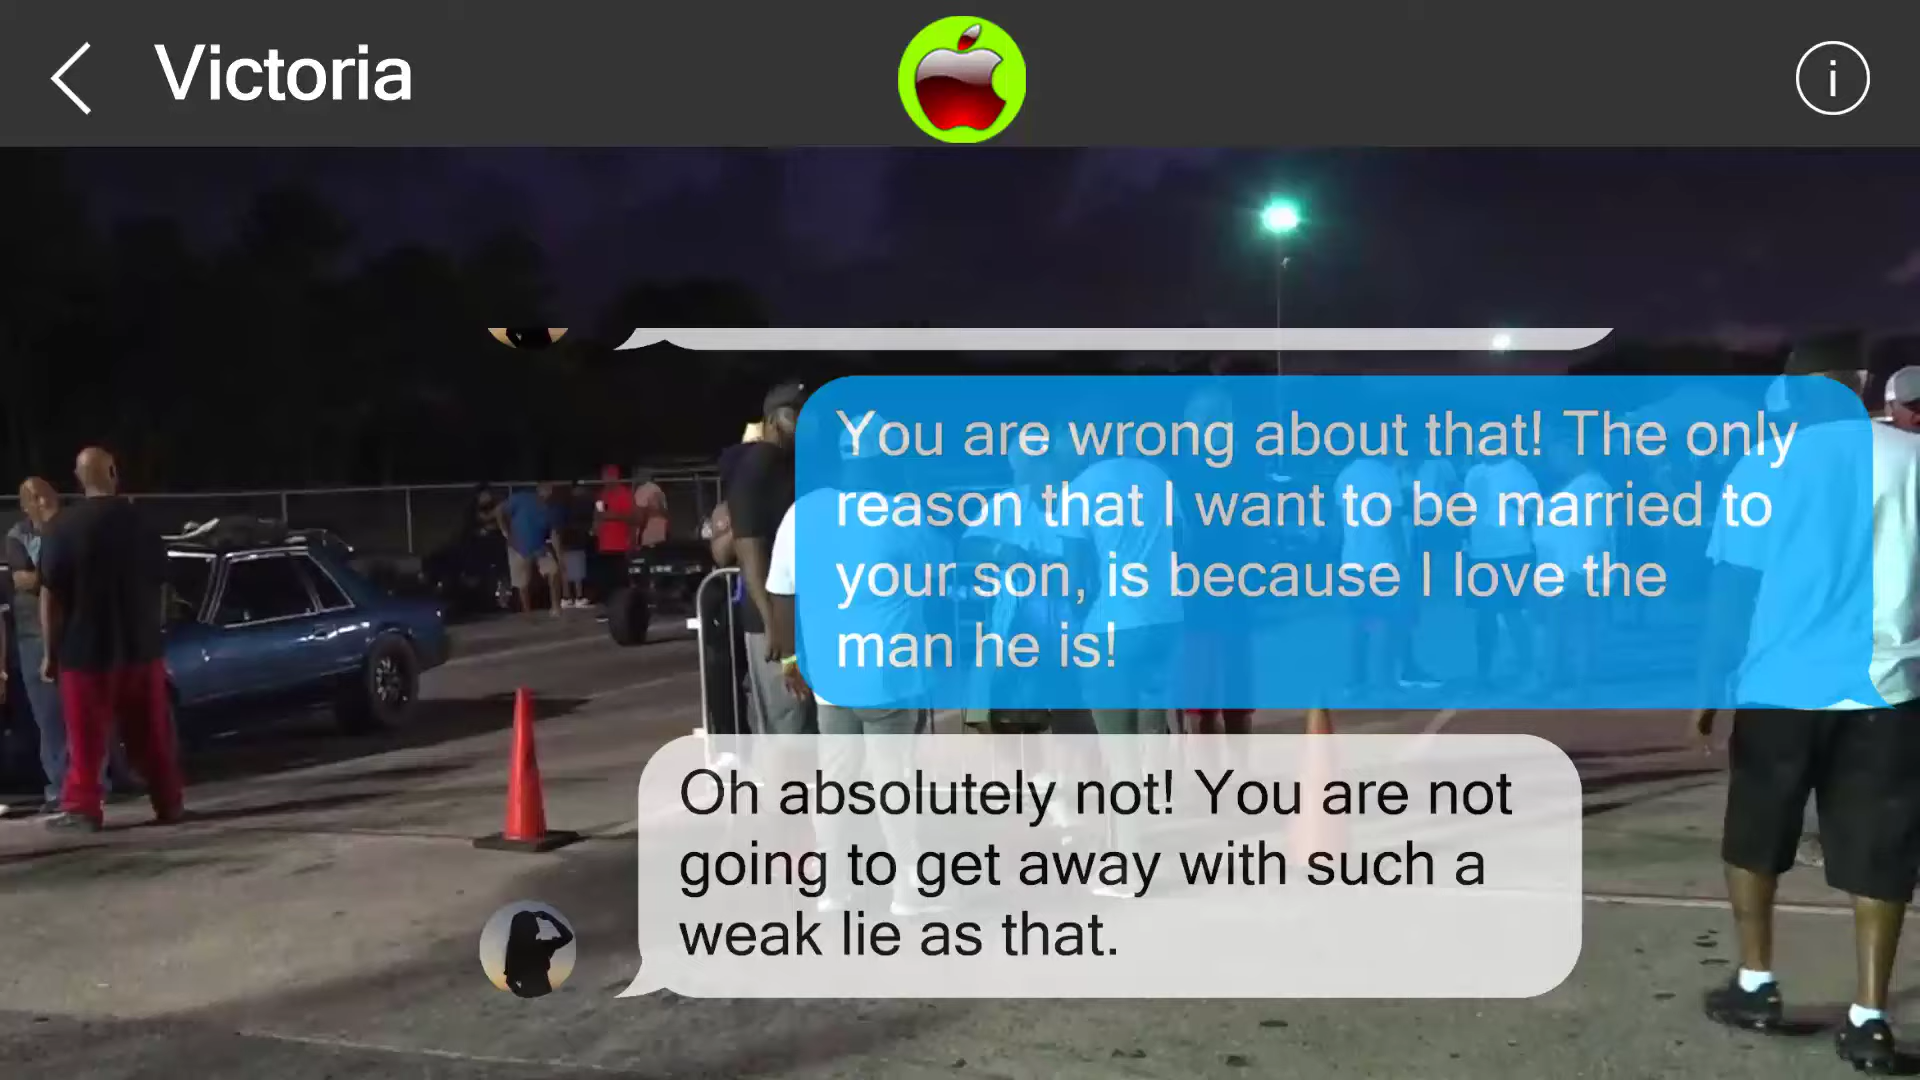 Victoria
You are wrong about that! The only
reason that I want to be married to
your son, is because I love the
man he is!
Oh absolutely not! You are not
going to get away with such a
weak lie as that.